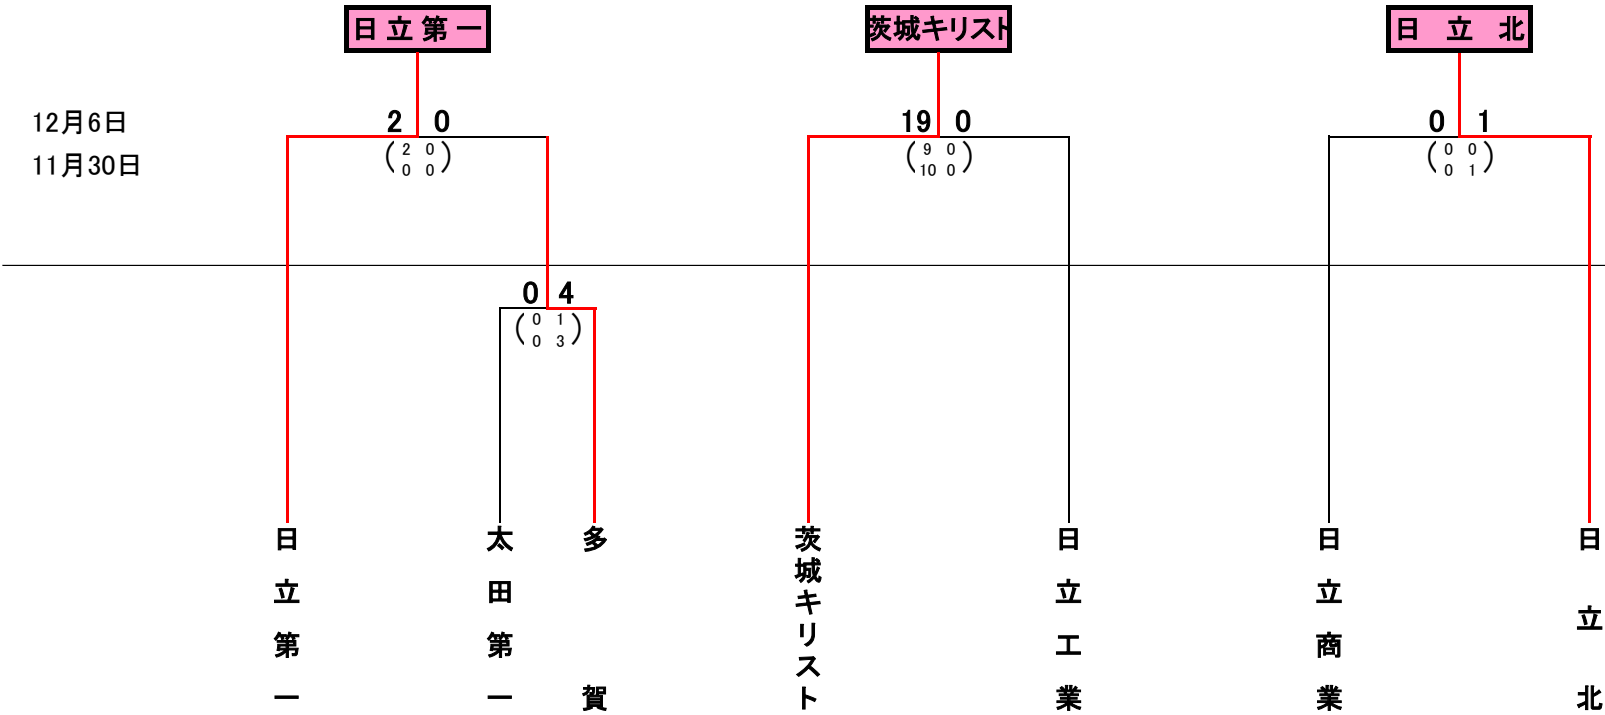 日立第一
茨城キリスト
日立北
12月6日
2 0
19 0
0 1
11月30日
(2 0
0 0)
(9 0
10 0)
(0 0
0 1)
0 4
(0 1
0 3)
日立第一
太田第一
多賀
茨城キリスト
日立工業
日立商業
日立北